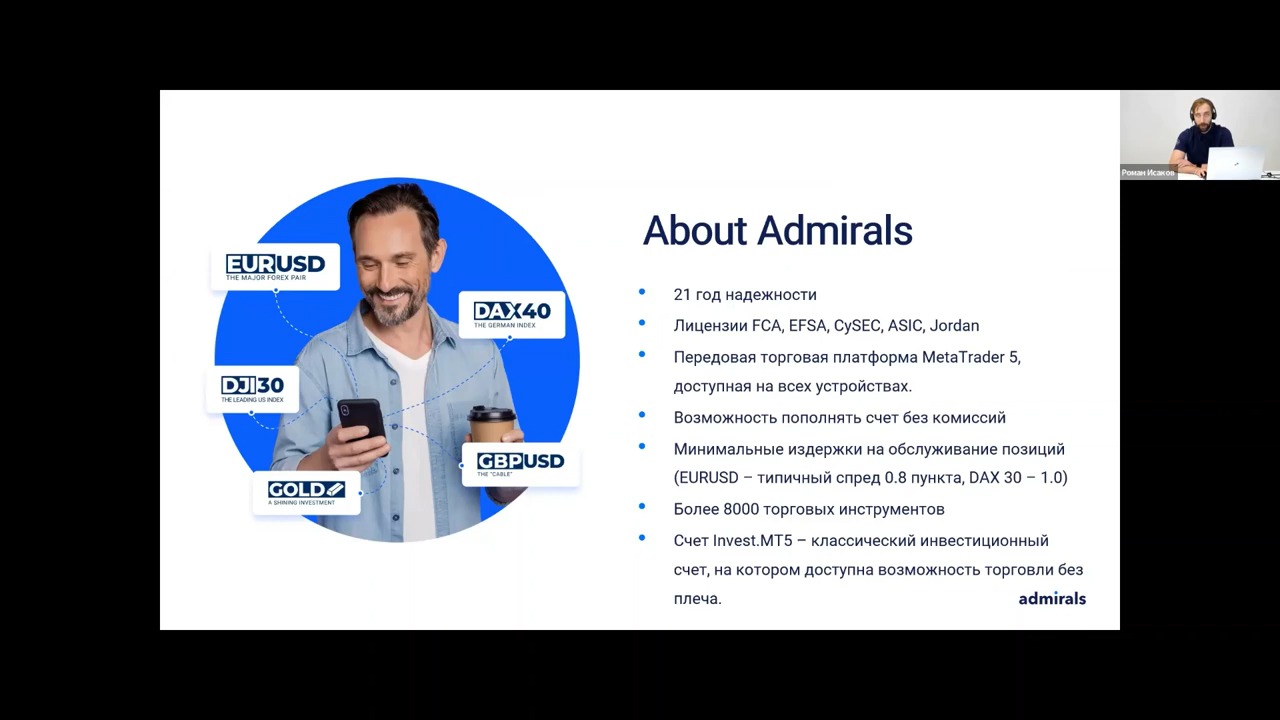 Роман Исаков
About Admirals
EURUSD
THE MAJOR FOREX PAIR
DAX40
THE GERMAN INDEX
DJI30
THE LEADING US INDEX
GBPUSD
THE "CABLE"
GOLD
A SHINING INVESTMENT
21 год надежности
Лицензии FCA, EFSA, CySEC, ASIC, Jordan
Передовая торговая платформа MetaTrader 5,
доступная на всех устройствах.
Возможность пополнять счет без комиссий
Минимальные издержки на обслуживание позиций
(EURUSD – типичный спред 0.8 пункта, DAX 30 – 1.0)
Более 8000 торговых инструментов
Счет Invest.MT5 – классический инвестиционный
счет, на котором доступна возможность торговли без
плеча.
admirals